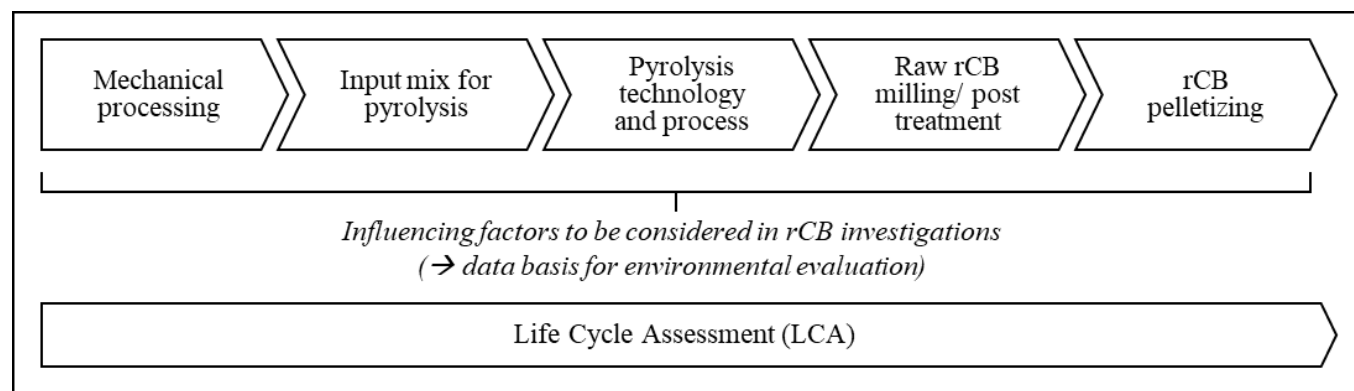 Mechanical
processing
Input mix for
pyrolysis
Pyrolysis
technology
and process
Raw rCB
milling/ post
treatment
rCB
pelletizing
Influencing factors to be considered in rCB investigations
(→ data basis for environmental evaluation)
Life Cycle Assessment (LCA)